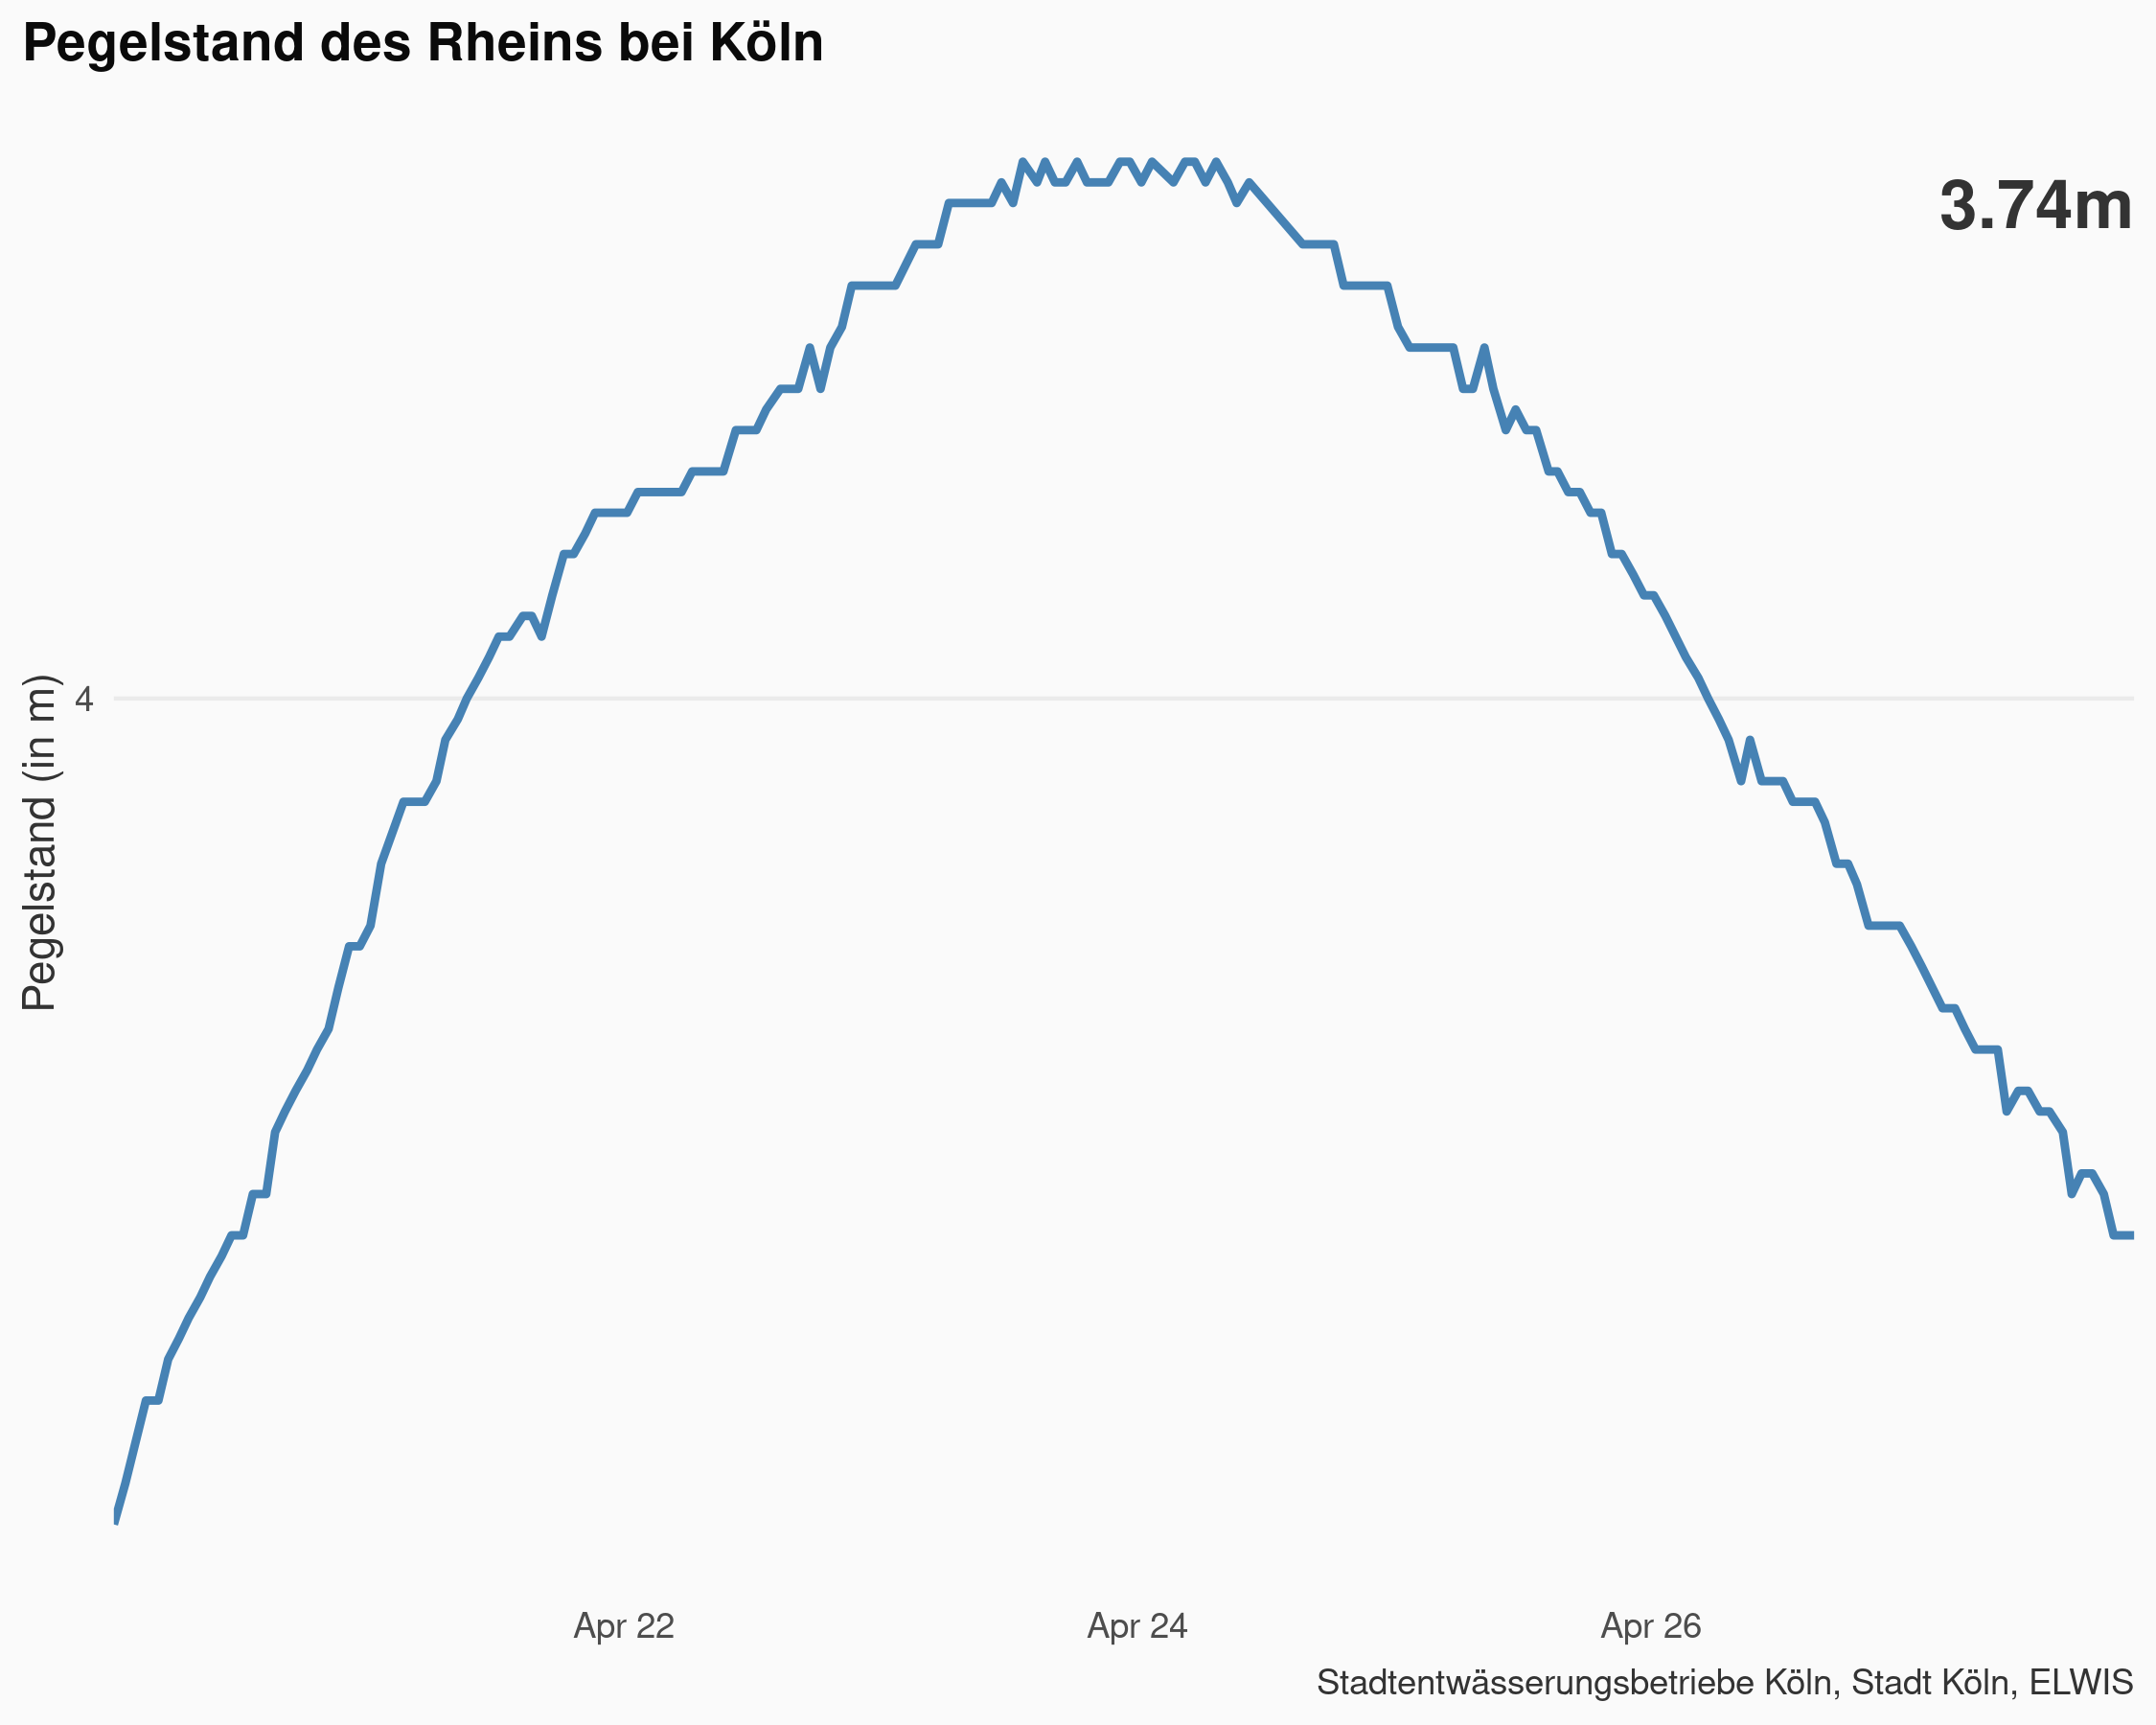 Pegelstand des Rheins bei Köln
3.74m
Pegelstand (in m)
4
Apr 22
Apr 24
Apr 26
Stadtentwässerungsbetriebe Köln, Stadt Köln, ELWIS